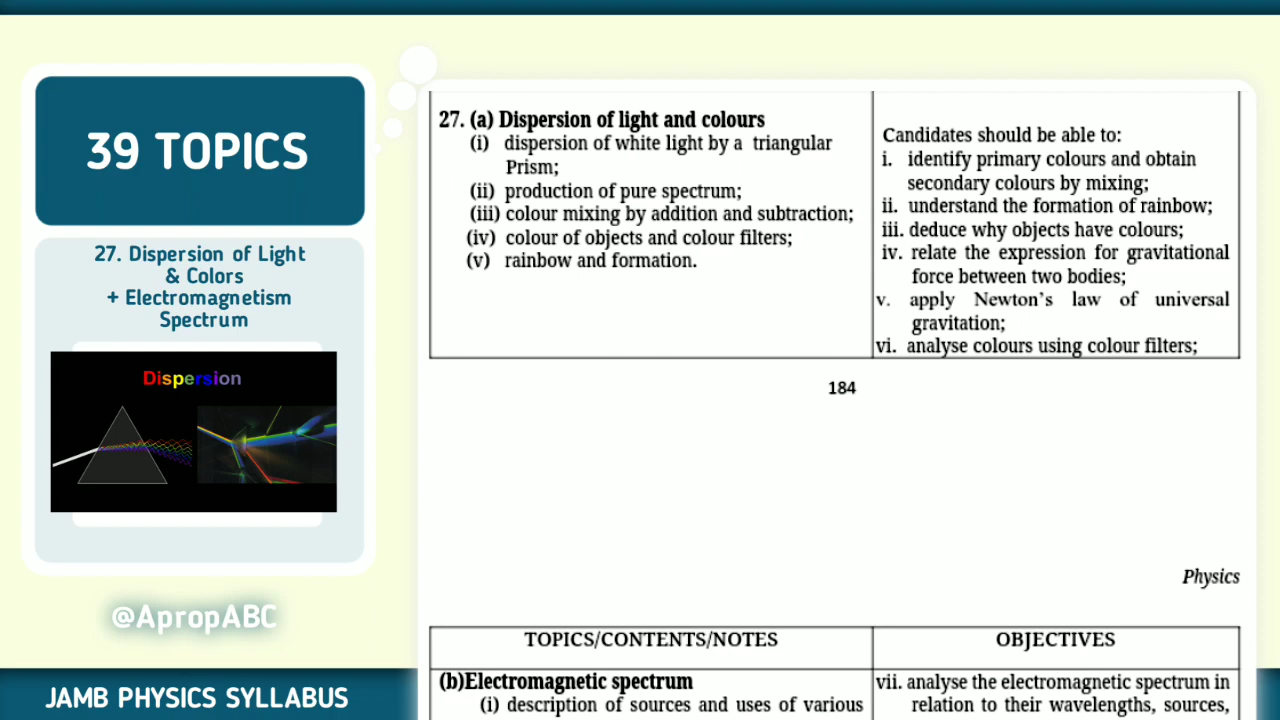 39 TOPICS
27. Dispersion of Light
& Colors
+ Electromagnetism
Spectrum
Dispersion
@ApropABC
JAMB PHYSICS SYLLABUS
27. (a) Dispersion of light and colours
(i) dispersion of white light by a triangular
Prism;
(ii) production of pure spectrum;
(iii) colour mixing by addition and subtraction;
(iv) colour of objects and colour filters;
(v) rainbow and formation.
Candidates should be able to:
i. identify primary colours and obtain
secondary colours by mixing;
ii. understand the formation of rainbow;
iii. deduce why objects have colours;
iv. relate the expression for gravitational
force between two bodies;
v. apply Newton's law of universal
gravitation;
vi. analyse colours using colour filters;
184
Physics
TOPICS/CONTENTS/NOTES
OBJECTIVES
(b)Electromagnetic spectrum
(i) description of sources and uses of various
vii. analyse the electromagnetic spectrum in
relation to their wavelengths, sources,